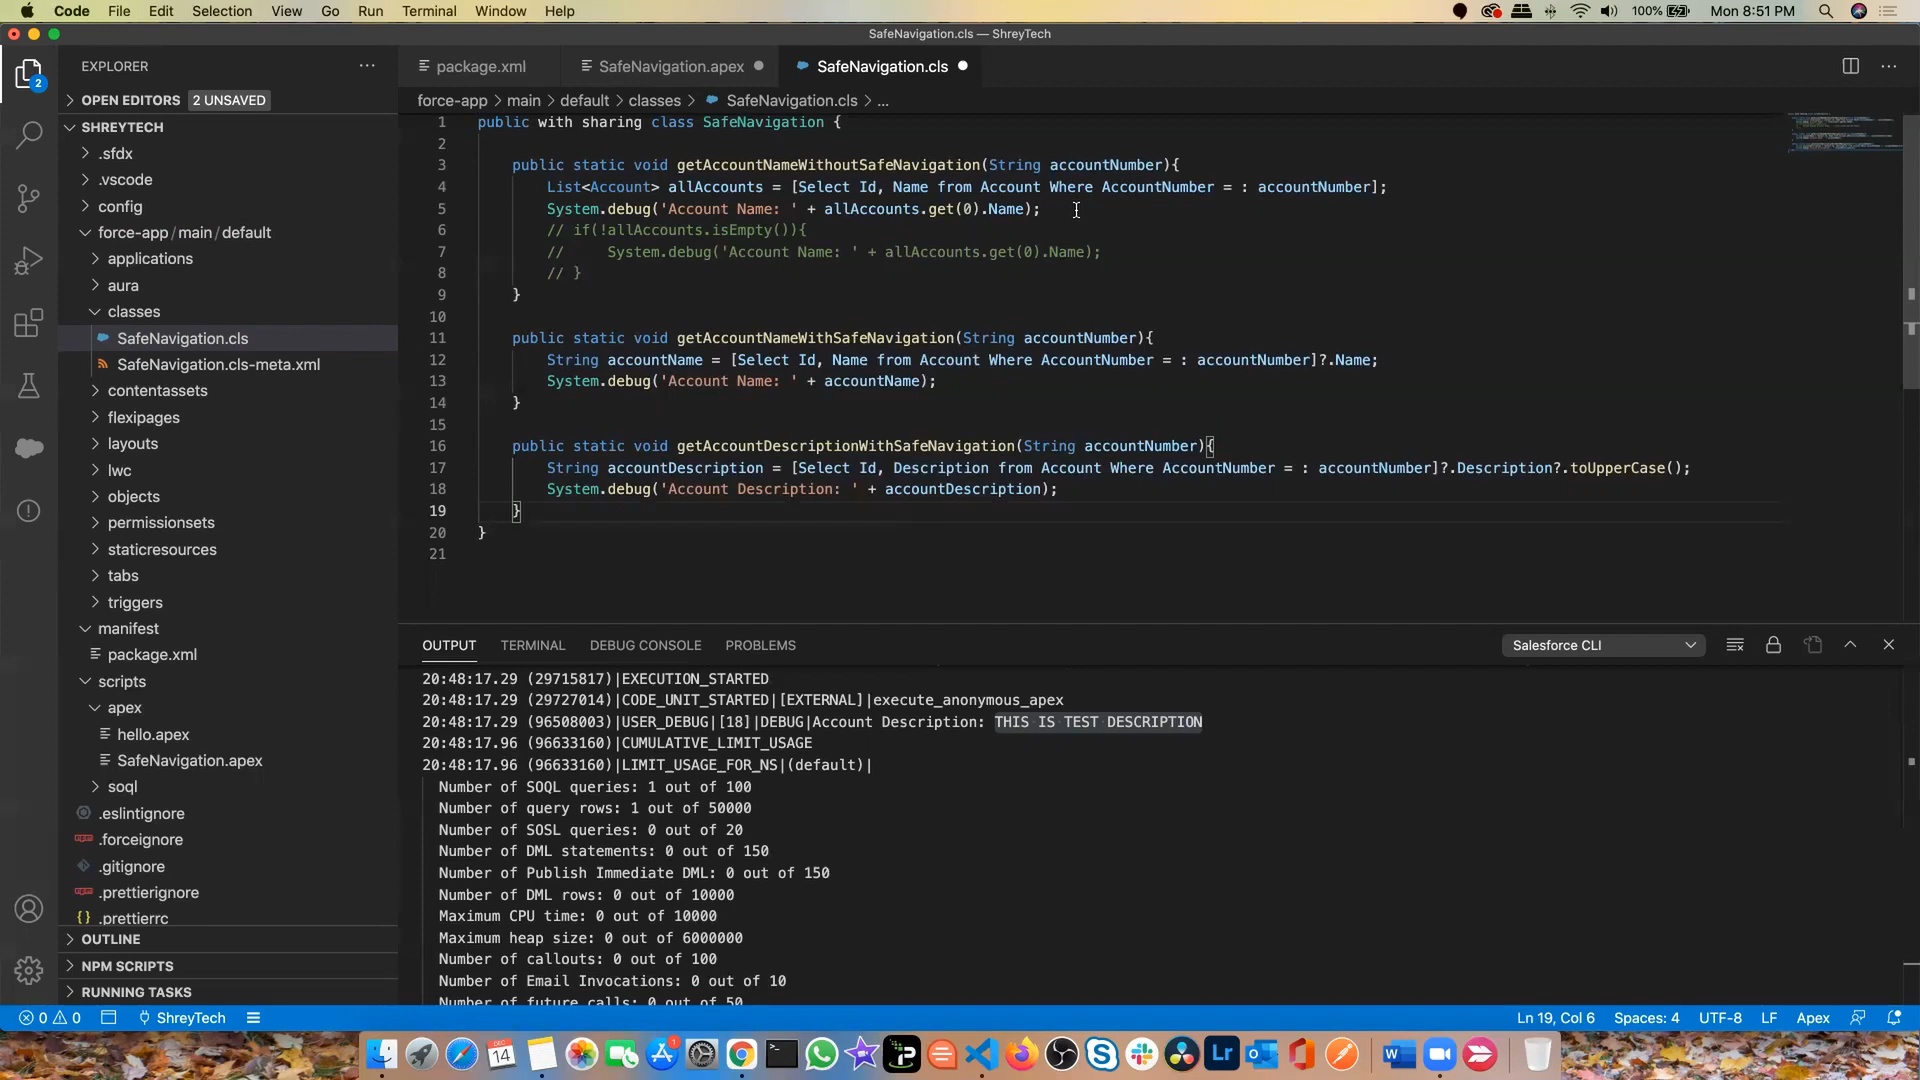 Code File Edit Selection View Go Run Terminal Window Help
100% Mon 8:51 PM
SafeNavigation.cls — ShreyTech
EXPLORER
package.xml SafeNavigation.apex SafeNavigation.cls
OPEN EDITORS 2 UNSAVED
force-app > main > default > classes > SafeNavigation.cls > ...
SHREYTECH
.sfdx
.vscode
config
force-app / main / default
applications
aura
classes
SafeNavigation.cls
SafeNavigation.cls-meta.xml
contentassets
flexipages
layouts
lwc
objects
permissionsets
staticresources
tabs
triggers
manifest
package.xml
scripts
apex
hello.apex
SafeNavigation.apex
soql
.eslintignore
.forceignore
.gitignore
.prettierignore
.prettierrc
OUTLINE
NPM SCRIPTS
RUNNING TASKS
1 public with sharing class SafeNavigation {
2
3 public static void getAccountNameWithoutSafeNavigation(String accountNumber){
4 List<Account> allAccounts = [Select Id, Name from Account Where AccountNumber = : accountNumber];
5 System.debug('Account Name: ' + allAccounts.get(0).Name);
6 // if(!allAccounts.isEmpty()){
7 //     System.debug('Account Name: ' + allAccounts.get(0).Name);
8 // }
9 }
10
11 public static void getAccountNameWithSafeNavigation(String accountNumber){
12 String accountName = [Select Id, Name from Account Where AccountNumber = : accountNumber]?.Name;
13 System.debug('Account Name: ' + accountName);
14 }
15
16 public static void getAccountDescriptionWithSafeNavigation(String accountNumber){
17 String accountDescription = [Select Id, Description from Account Where AccountNumber = : accountNumber]?.Description?.toUpperCase();
18 System.debug('Account Description: ' + accountDescription);
19 }
20 }
21
OUTPUT TERMINAL DEBUG CONSOLE PROBLEMS Salesforce CLI
20:48:17.29 (29715817)|EXECUTION_STARTED
20:48:17.29 (29727014)|CODE_UNIT_STARTED|[EXTERNAL]|execute_anonymous_apex
20:48:17.29 (96508003)|USER_DEBUG|[18]|DEBUG|Account Description: THIS IS TEST DESCRIPTION
20:48:17.96 (96633160)|CUMULATIVE_LIMIT_USAGE
20:48:17.96 (96633160)|LIMIT_USAGE_FOR_NS|(default)|
Number of SOQL queries: 1 out of 100
Number of query rows: 1 out of 50000
Number of SOSL queries: 0 out of 20
Number of DML statements: 0 out of 150
Number of Publish Immediate DML: 0 out of 150
Number of DML rows: 0 out of 10000
Maximum CPU time: 0 out of 10000
Maximum heap size: 0 out of 6000000
Number of callouts: 0 out of 100
Number of Email Invocations: 0 out of 10
Number of future calls: 0 out of 50
0 0 ShreyTech Ln 19, Col 6 Spaces: 4 UTF-8 LF Apex
2
DEC 14
1
Lr
W